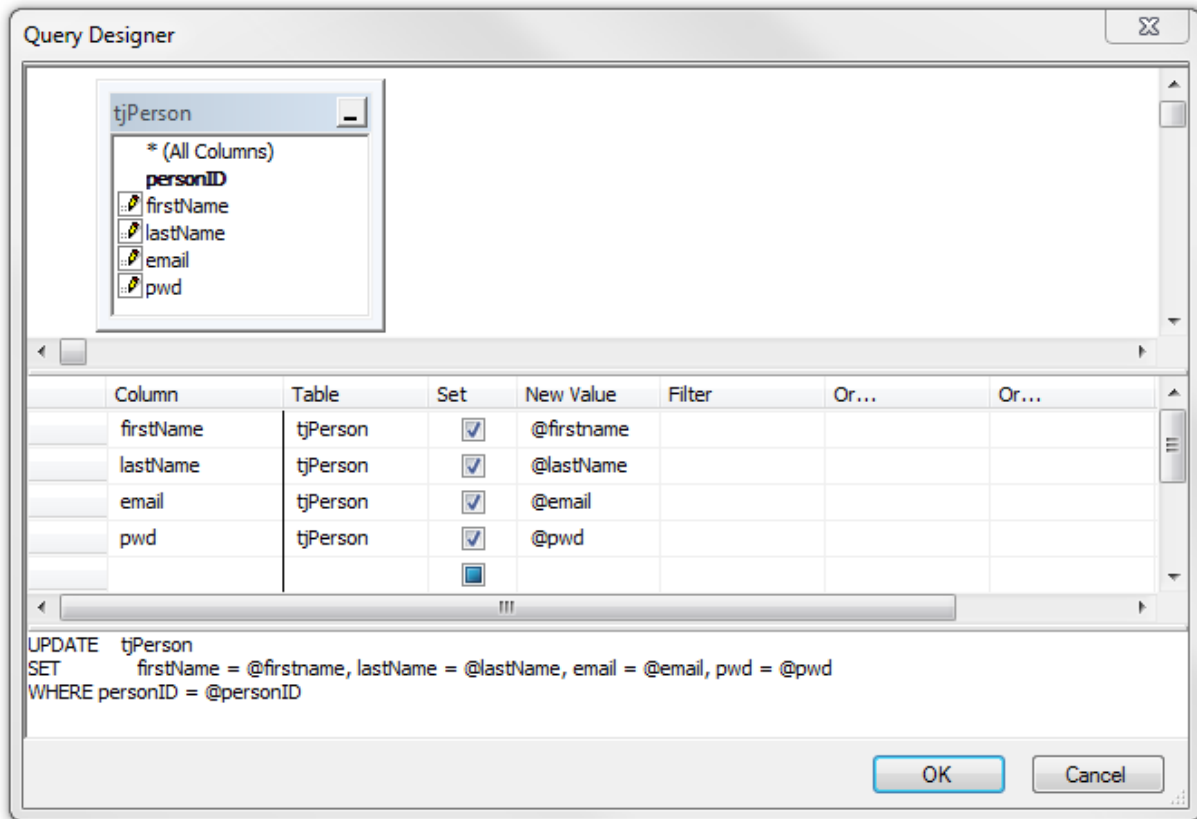 Query Designer
tjPerson
* (All Columns)
personID
firstName
lastName
email
pwd
Column Table Set New Value Filter Or... Or...
firstName tjPerson @firstname
lastName tjPerson @lastName
email tjPerson @email
pwd tjPerson @pwd
UPDATE tjPerson
SET firstName = @firstname, lastName = @lastName, email = @email, pwd = @pwd
WHERE personID = @personID
OK Cancel